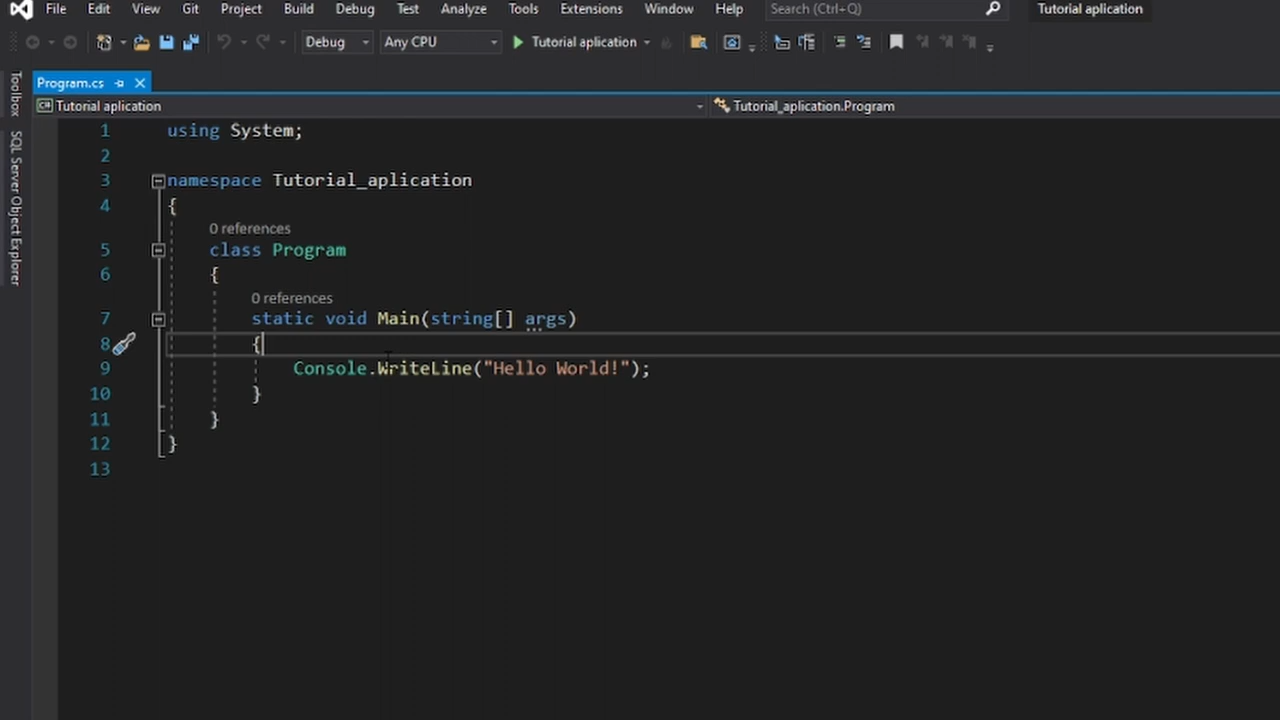 File Edit View Git Project Build Debug Test Analyze Tools Extensions Window Help Search (Ctrl+Q) Tutorial aplication
Debug Any CPU Tutorial aplication
Toolbox
SQL Server Object Explorer
Program.cs
C# Tutorial aplication Tutorial_aplication.Program
1 using System;
2
3 namespace Tutorial_aplication
4 {
0 references
5 class Program
6 {
0 references
7 static void Main(string[] args)
8 {
9 Console.WriteLine("Hello World!");
10 }
11 }
12 }
13